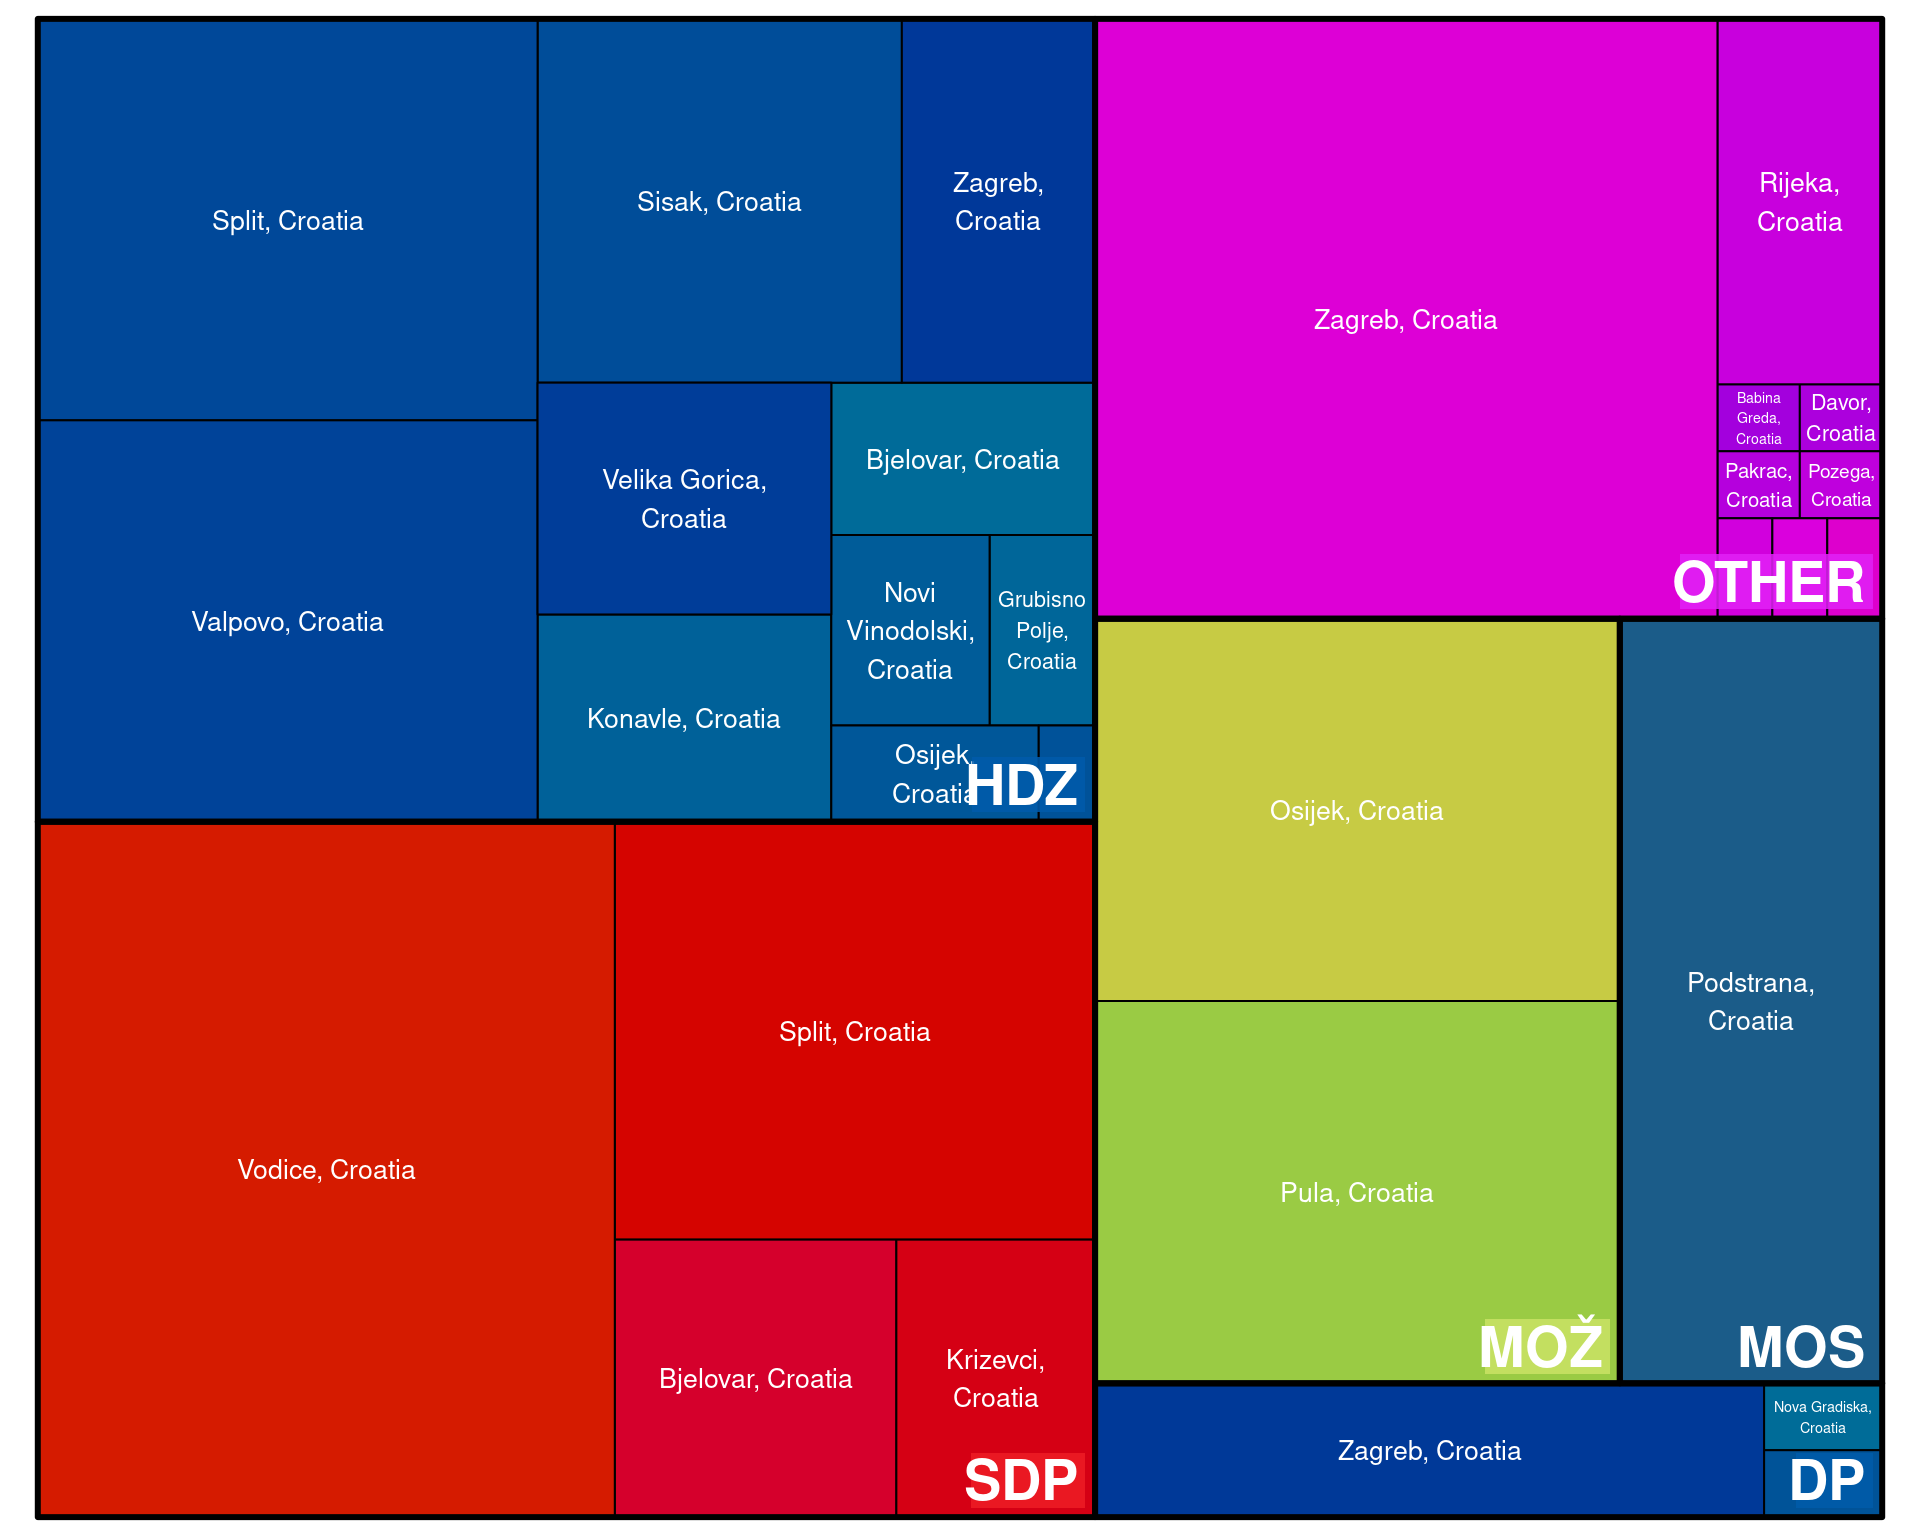 Split, Croatia
Sisak, Croatia
Zagreb,
Croatia
Valpovo, Croatia
Velika Gorica,
Croatia
Bjelovar, Croatia
Novi
Vinodolski,
Croatia
Grubisno
Polje,
Croatia
Konavle, Croatia
Osijek,
Croatia
HDZ
Vodice, Croatia
Split, Croatia
Bjelovar, Croatia
Krizevci,
Croatia
SDP
Zagreb, Croatia
Rijeka,
Croatia
Babina
Greda,
Croatia
Davor,
Croatia
Pakrac,
Croatia
Pozega,
Croatia
OTHER
Osijek, Croatia
Pula, Croatia
MOŽ
Podstrana,
Croatia
MOS
Zagreb, Croatia
Nova Gradiska,
Croatia
DP